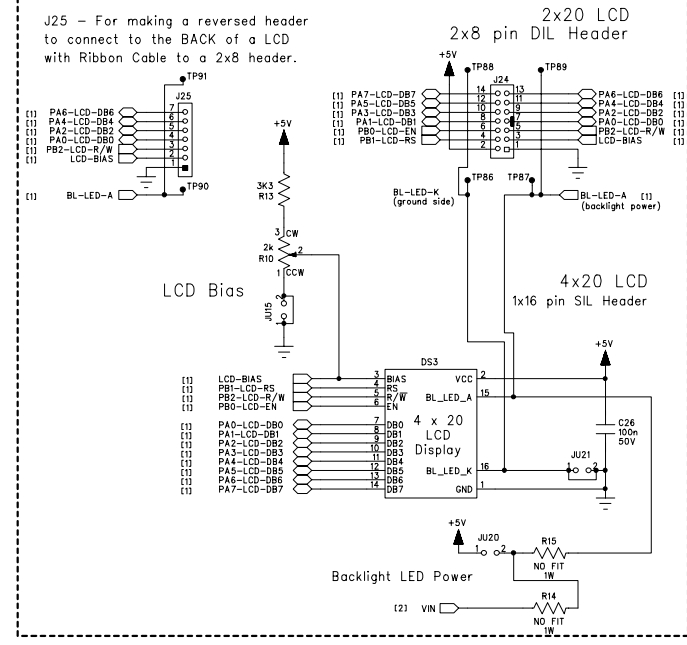 J25 – For making a reversed header
to connect to the BACK of a LCD
with Ribbon Cable to a 2x8 header.
TP91
J25
[1] PA6-LCD-DB6 7
[1] PA4-LCD-DB4 6
[1] PA2-LCD-DB2 5
[1] PA0-LCD-DB0 4
[1] PB2-LCD-R/W 3
[1] LCD-BIAS 2
1
TP90
[1] BL-LED-A
2x20 LCD
2x8 pin DIL Header
+5V
TP78
TP89
J24
[1] PA7-LCD-DB7 14 13 PA6-LCD-DB6 [1]
[1] PA5-LCD-DB5 12 11 PA4-LCD-DB4 [1]
[1] PA3-LCD-DB3 10 9 PA2-LCD-DB2 [1]
[1] PA1-LCD-DB1 8 7 PA0-LCD-DB0 [1]
[1] PB0-LCD-EN 6 5 PB2-LCD-R/W [1]
[1] PB1-LCD-RS 4 3 LCD-BIAS [1]
2 1
TP86 TP87
BL-LED-K
(ground side)
BL-LED-A [1]
(backlight power)
+5V
3K3
R13
3 CW
2k
R10
2
1 CCW
LCD Bias
JU15
2
1
4x20 LCD
1x16 pin SIL Header
+5V
DS3
[1] LCD-BIAS 3 BIAS
[1] PB1-LCD-RS 4 RS
[1] PB2-LCD-R/W 5 R/W
[1] PB0-LCD-EN 6 EN
[1] PA0-LCD-DB0 7 DB0
[1] PA1-LCD-DB1 8 DB1
[1] PA2-LCD-DB2 9 DB2
[1] PA3-LCD-DB3 10 DB3
[1] PA4-LCD-DB4 11 DB4
[1] PA5-LCD-DB5 12 DB5
[1] PA6-LCD-DB6 13 DB6
[1] PA7-LCD-DB7 14 DB7
4 x 20
LCD
Display
VCC 2
BL_LED_A 15
BL_LED_K 16
GND 1
C26
100n
50V
JU21
1 2
+5V
JU20
1 2
R15
NO FIT
1W
Backlight LED Power
R14
NO FIT
1W
[2] VIN